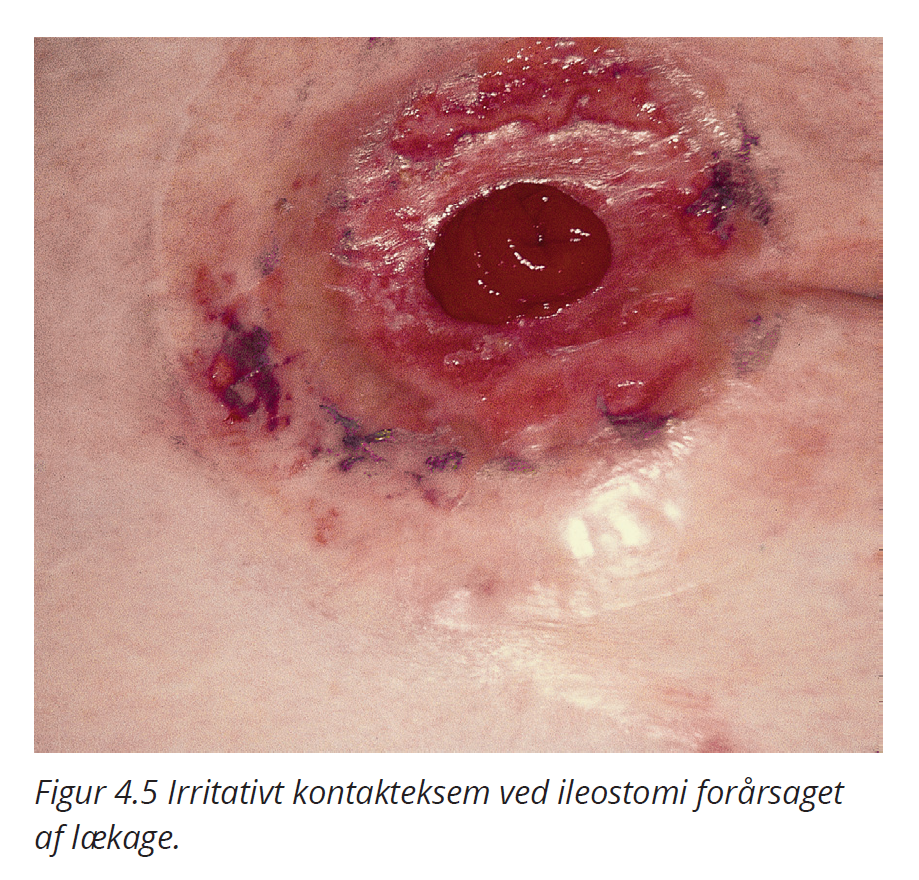 Figur 4.5 Irritativt kontakteksem ved ileostomi forårsaget
af lækage.